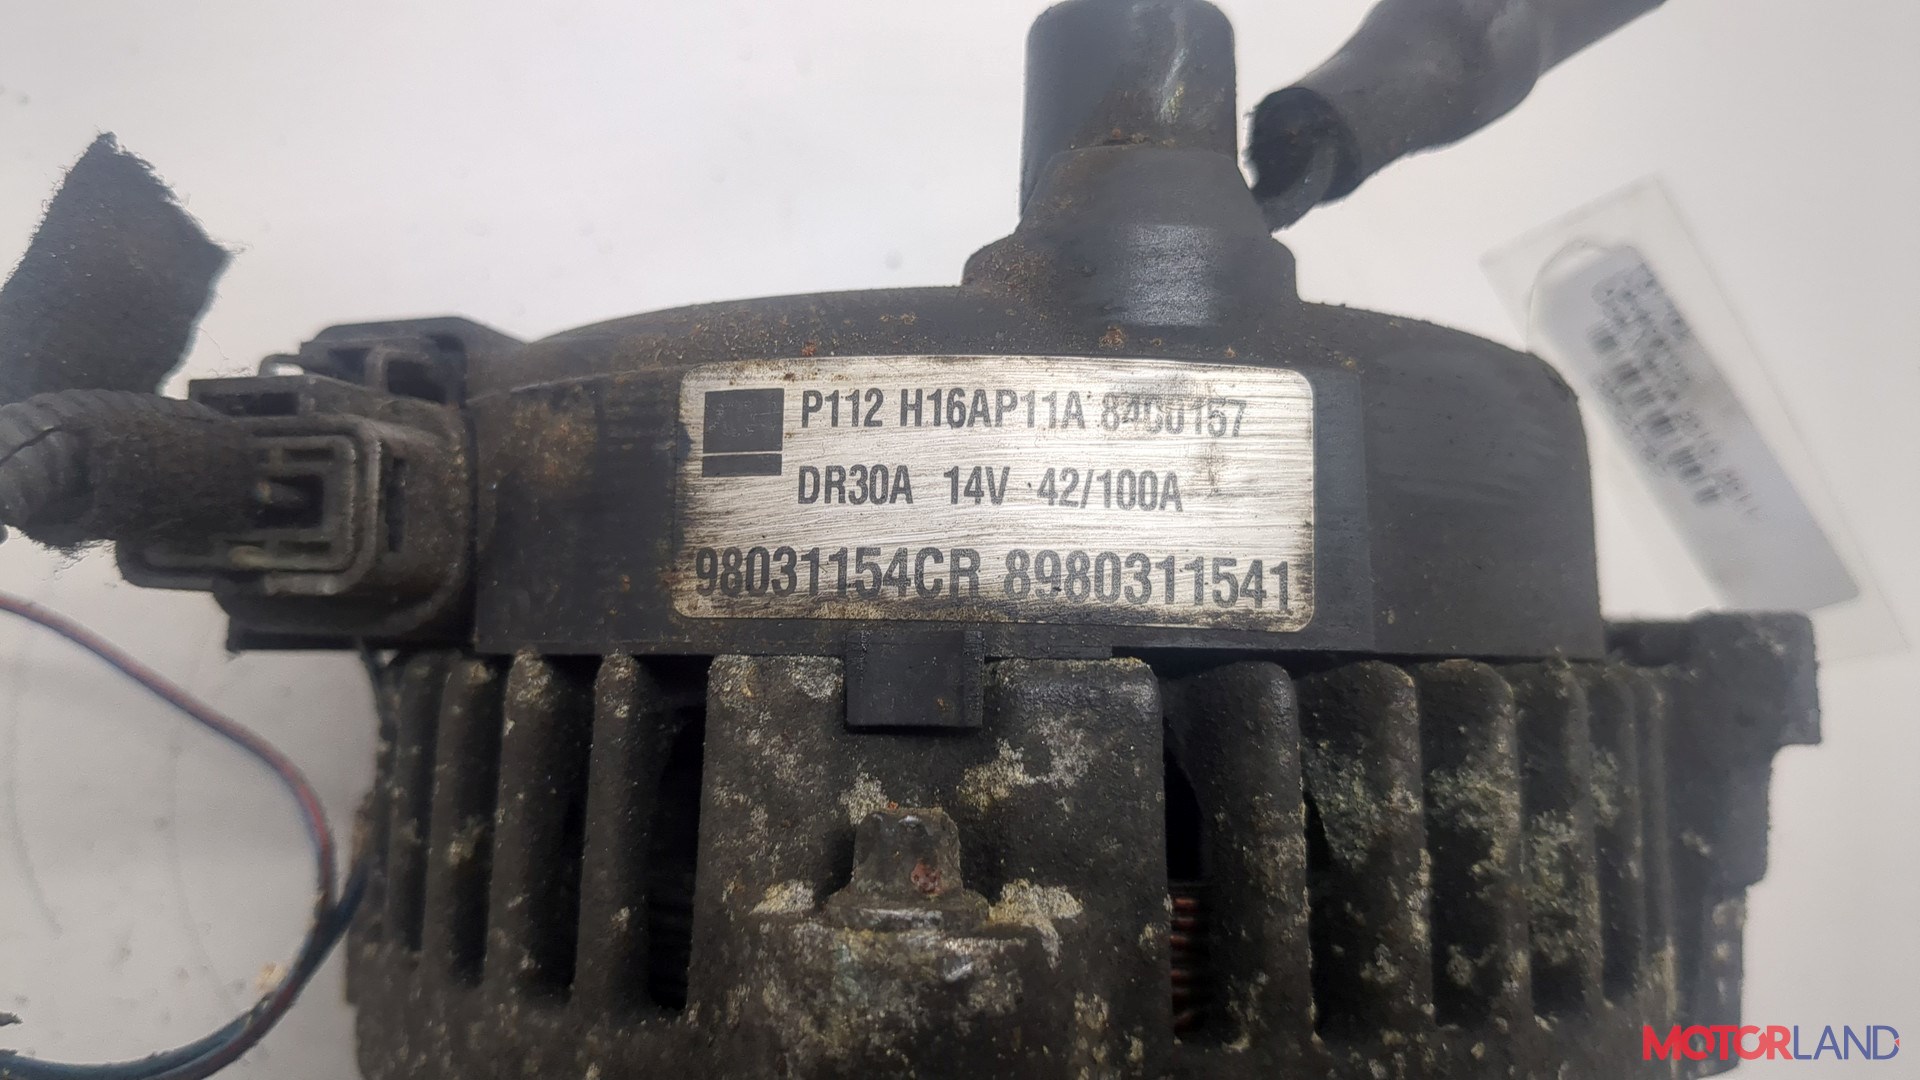 P112 H16AP11A 8400157
DR30A 14V 42/100A
98031154CR 8980311541
MOTORLAND